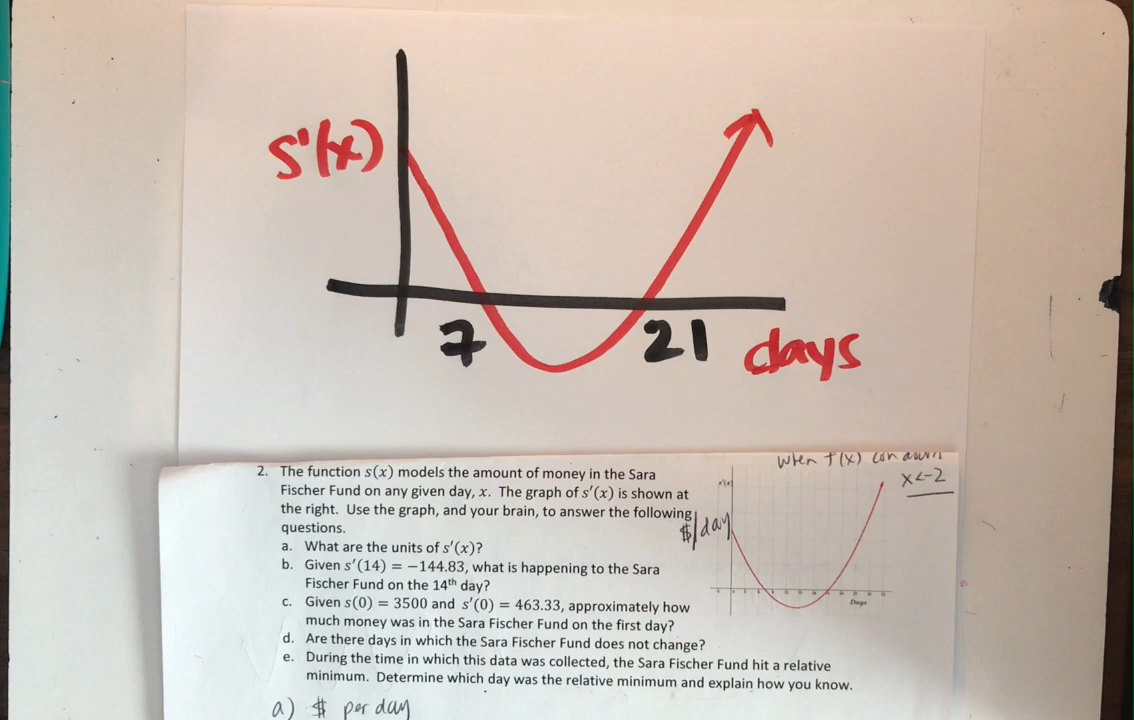 s'(x)
7 21 days
when f(x) con down
x<-2
2. The function s(x) models the amount of money in the Sara
Fischer Fund on any given day, x. The graph of s′(x) is shown at
the right. Use the graph, and your brain, to answer the following
questions.
$/day
a. What are the units of s′(x)?
b. Given s′(14) = −144.83, what is happening to the Sara
Fischer Fund on the 14th day?
c. Given s(0) = 3500 and s′(0) = 463.33, approximately how
much money was in the Sara Fischer Fund on the first day?
Days
d. Are there days in which the Sara Fischer Fund does not change?
e. During the time in which this data was collected, the Sara Fischer Fund hit a relative
minimum. Determine which day was the relative minimum and explain how you know.
a) $ per day